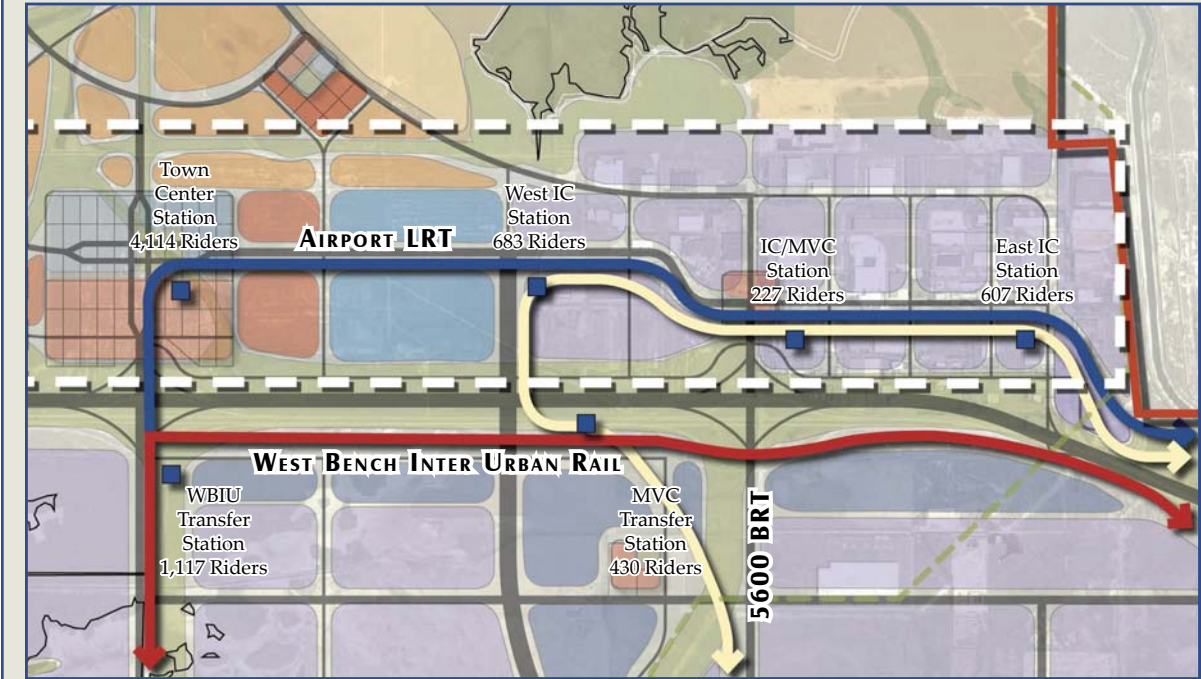 Town
Center
Station
4,114 Riders
AIRPORT LRT
West IC
Station
683 Riders
IC/MVC
Station
227 Riders
East IC
Station
607 Riders
WEST BENCH INTER URBAN RAIL
WBIU
Transfer
Station
1,117 Riders
MVC
Transfer
Station
430 Riders
5600 BRT